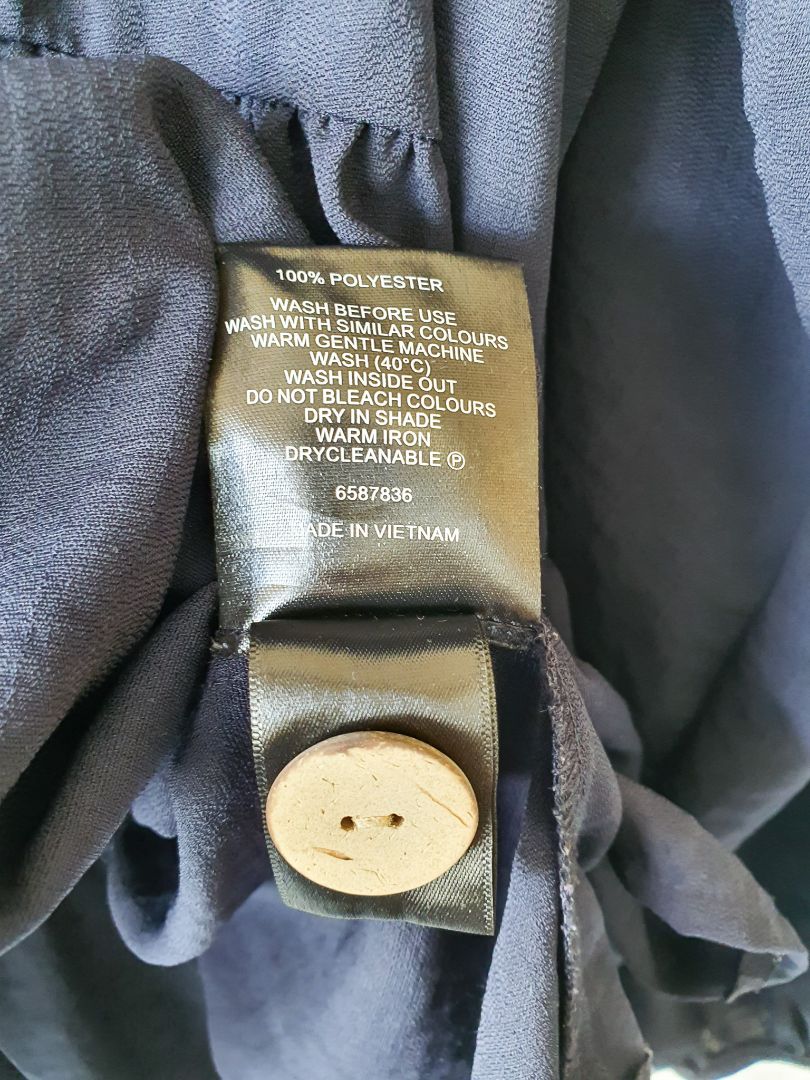 100% POLYESTER
WASH BEFORE USE
WASH WITH SIMILAR COLOURS
WARM GENTLE MACHINE
WASH (40°C)
WASH INSIDE OUT
DO NOT BLEACH COLOURS
DRY IN SHADE
WARM IRON
DRYCLEANABLE Ⓟ
6587836
MADE IN VIETNAM